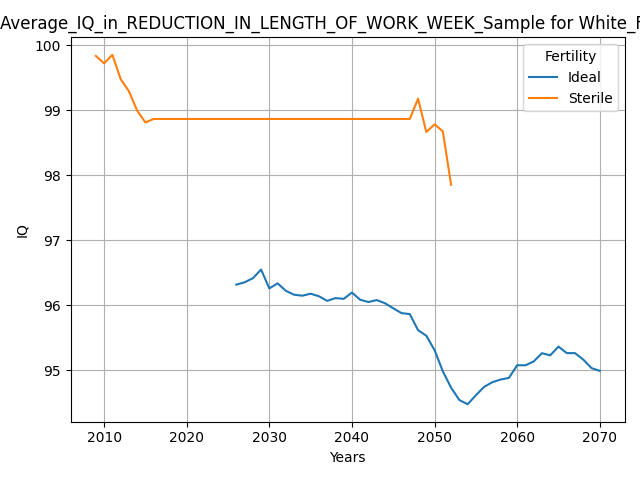 Average_IQ_in_REDUCTION_IN_LENGTH_OF_WORK_WEEK_Sample for White_
Fertility
Ideal
Sterile
100
99
98
97
96
95
IQ
2010 2020 2030 2040 2050 2060 2070
Years